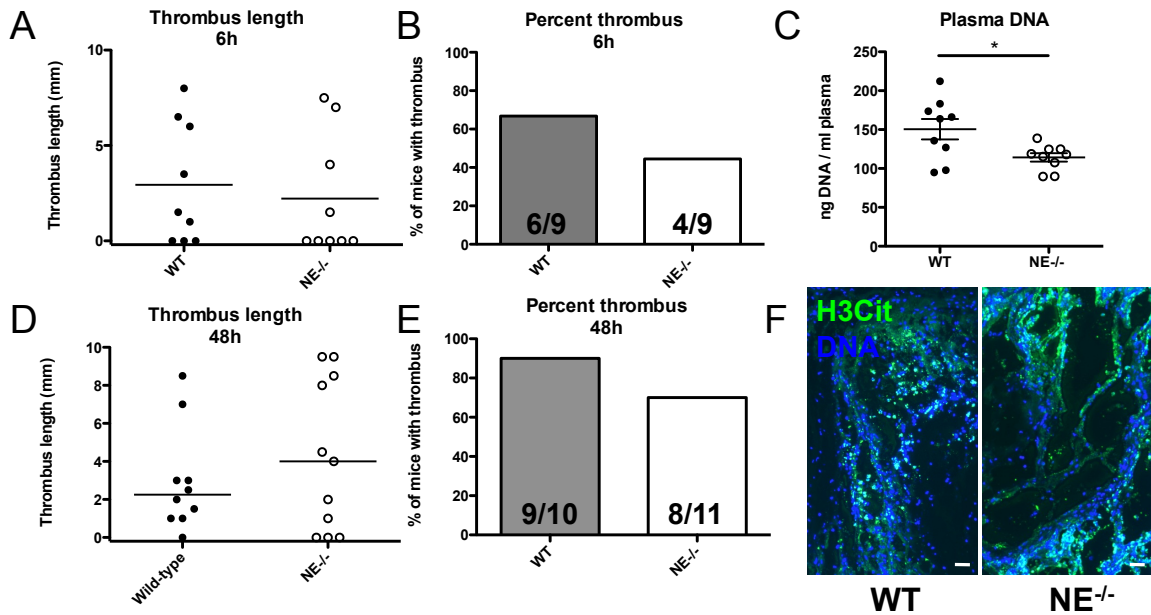 A
Thrombus length
6h
Thrombus length (mm)
10
5
0
WT
NE-/-
B
Percent thrombus
6h
% of mice with thrombus
100
80
60
40
20
0
6/9
4/9
WT
NE-/-
C
Plasma DNA
*
ng DNA / ml plasma
250
200
150
100
50
0
WT
NE-/-
D
Thrombus length
48h
Thrombus length (mm)
10
8
6
4
2
0
Wild-type
NE-/-
E
Percent thrombus
48h
% of mice with thrombus
100
80
60
40
20
0
9/10
8/11
WT
NE-/-
F
H3Cit
DNA
WT
NE-/-